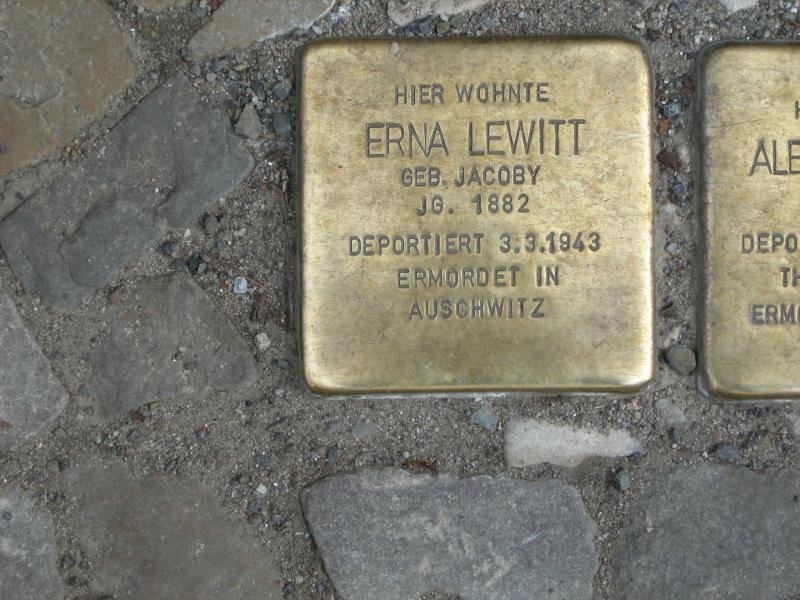 HIER WOHNTE
ERNA LEWITT
GEB. JACOBY
JG. 1882
DEPORTIERT 3.3.1943
ERMORDET IN
AUSCHWITZ